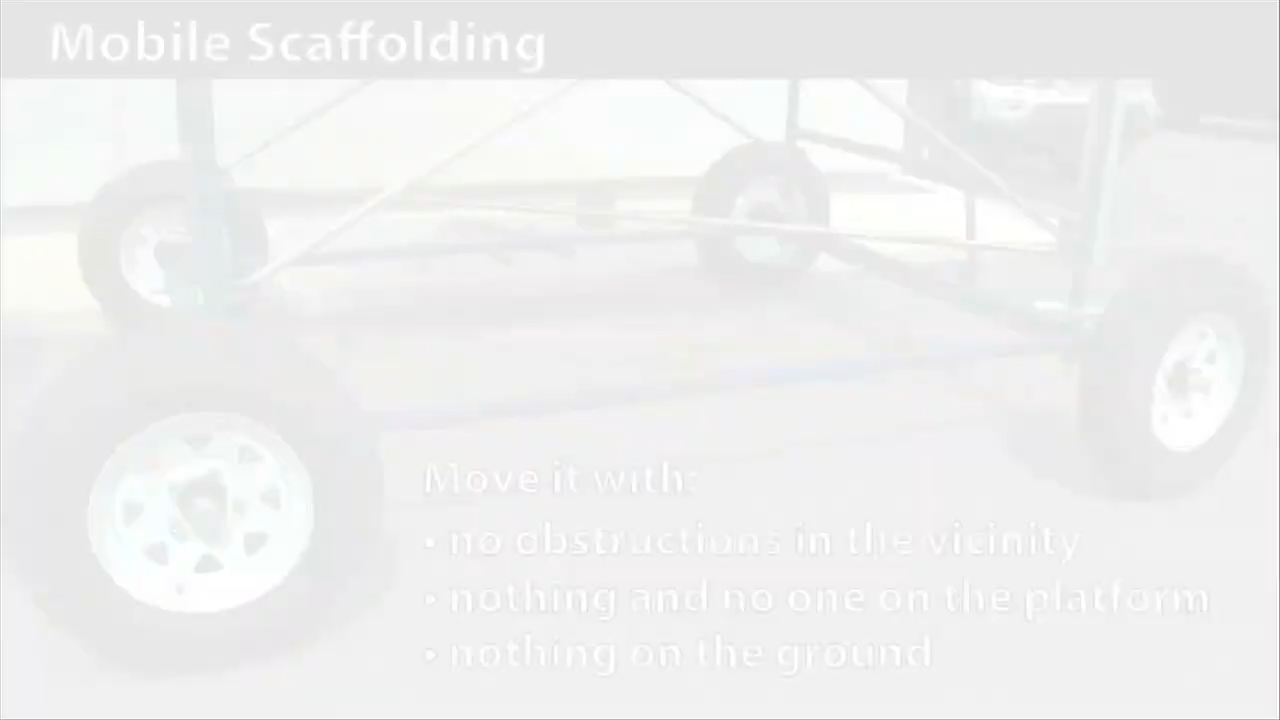 Mobile Scaffolding
Move it with:
• no obstructions in the vicinity
• nothing and no one on the platform
• nothing on the ground